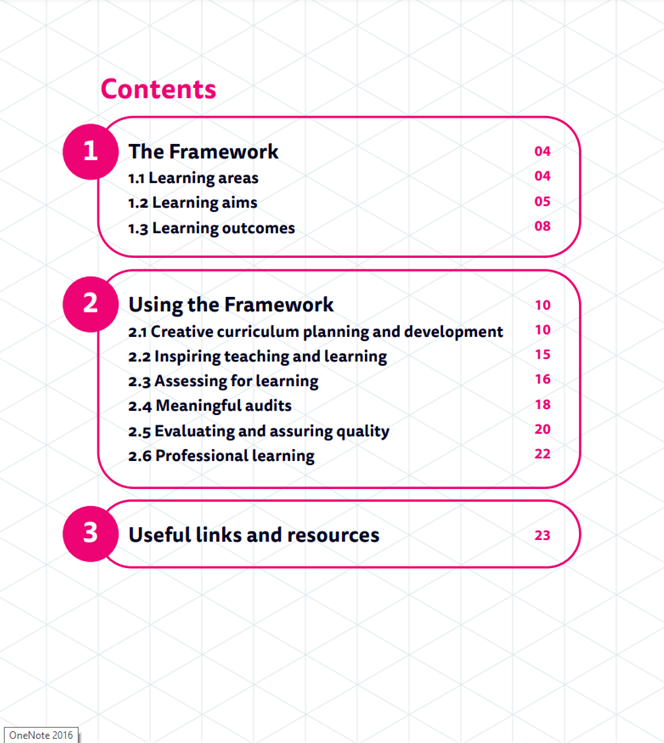 Contents
1
The Framework 04
1.1 Learning areas 04
1.2 Learning aims 05
1.3 Learning outcomes 08
2
Using the Framework 10
2.1 Creative curriculum planning and development 10
2.2 Inspiring teaching and learning 15
2.3 Assessing for learning 16
2.4 Meaningful audits 18
2.5 Evaluating and assuring quality 20
2.6 Professional learning 22
3
Useful links and resources 23
OneNote 2016